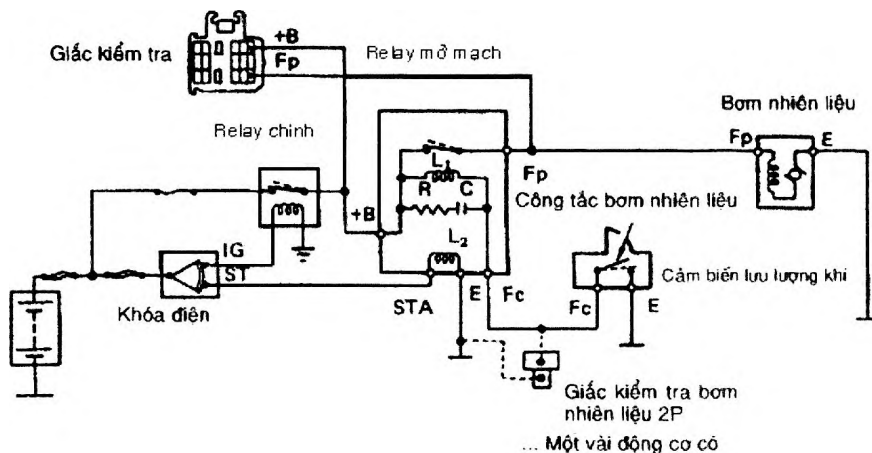 +B
Giắc kiểm tra
Fp
Relay mở mạch
Bơm nhiên liệu
Relay chính
Fp
E
L1
R
C
Fp
+B
Công tắc bơm nhiên liệu
L2
IG
ST
Cảm biến lưu lượng khí
Khóa điện
STA
E
Fc
Fc
E
Giắc kiểm tra bơm
nhiên liệu 2P
... Một vài động cơ có